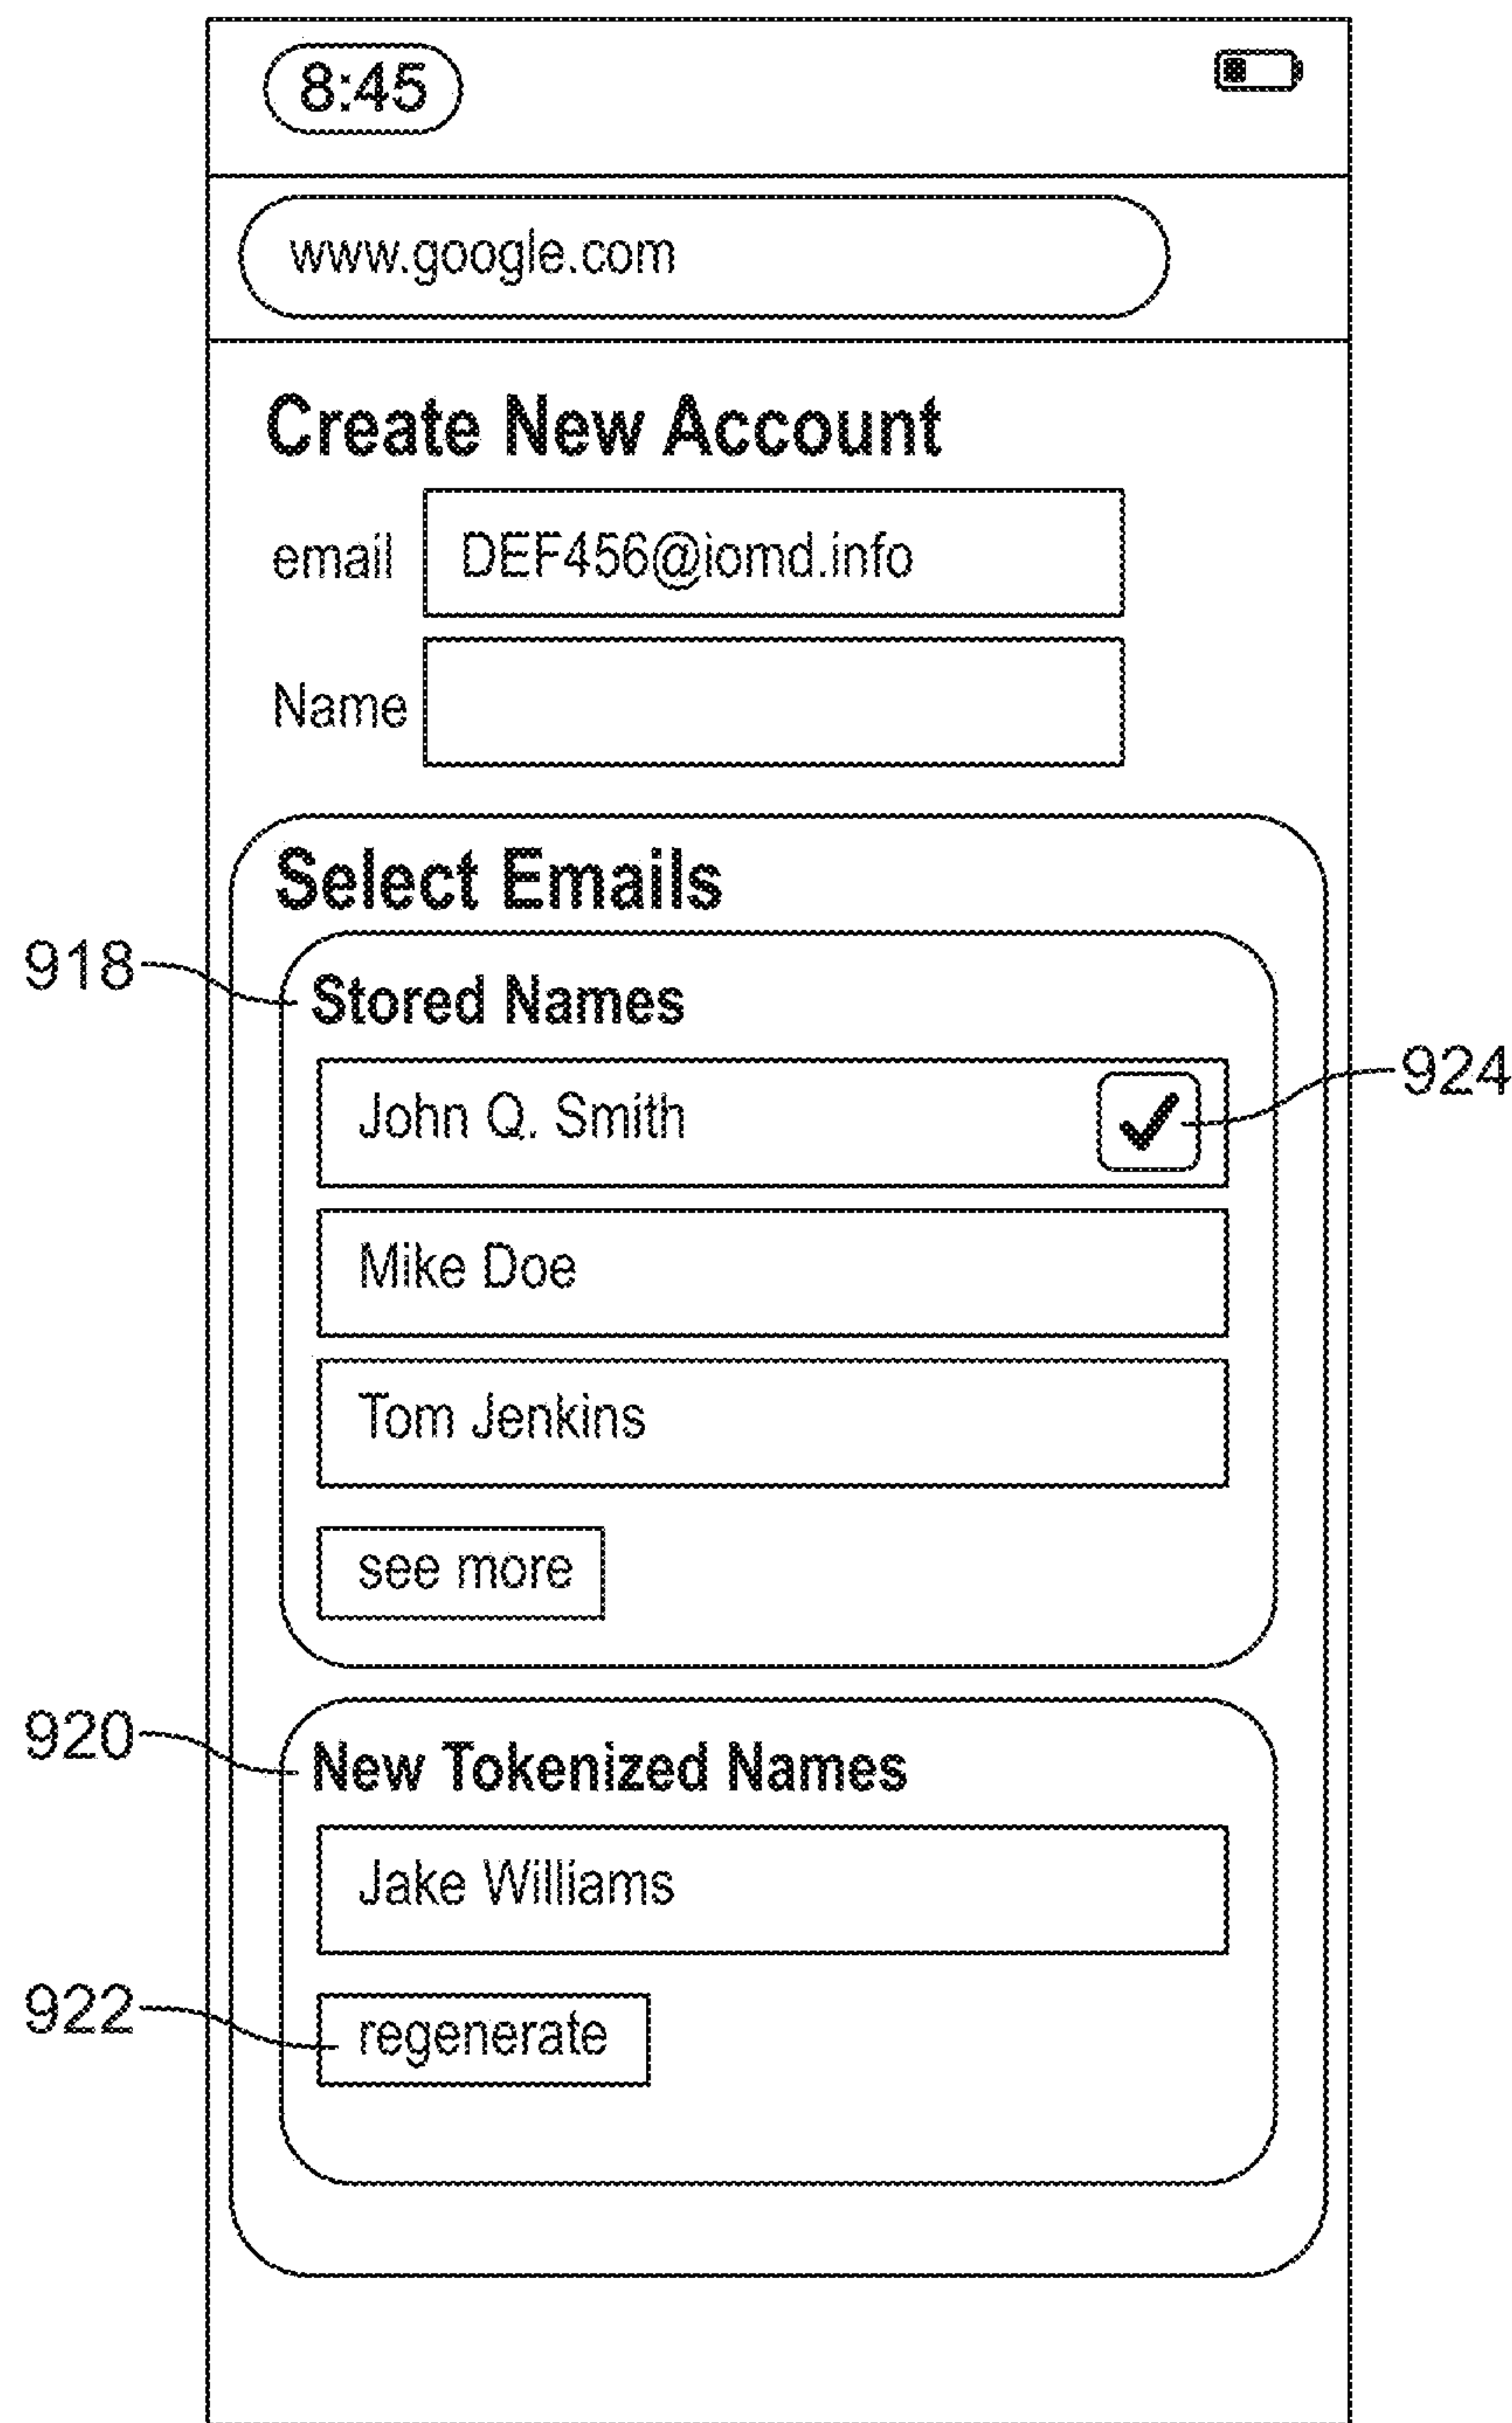 8:45
www.google.com
Create New Account
email DEF456@iomd.info
Name
Select Emails
918
Stored Names
John Q. Smith
924
Mike Doe
Tom Jenkins
see more
920
New Tokenized Names
Jake Williams
922
regenerate